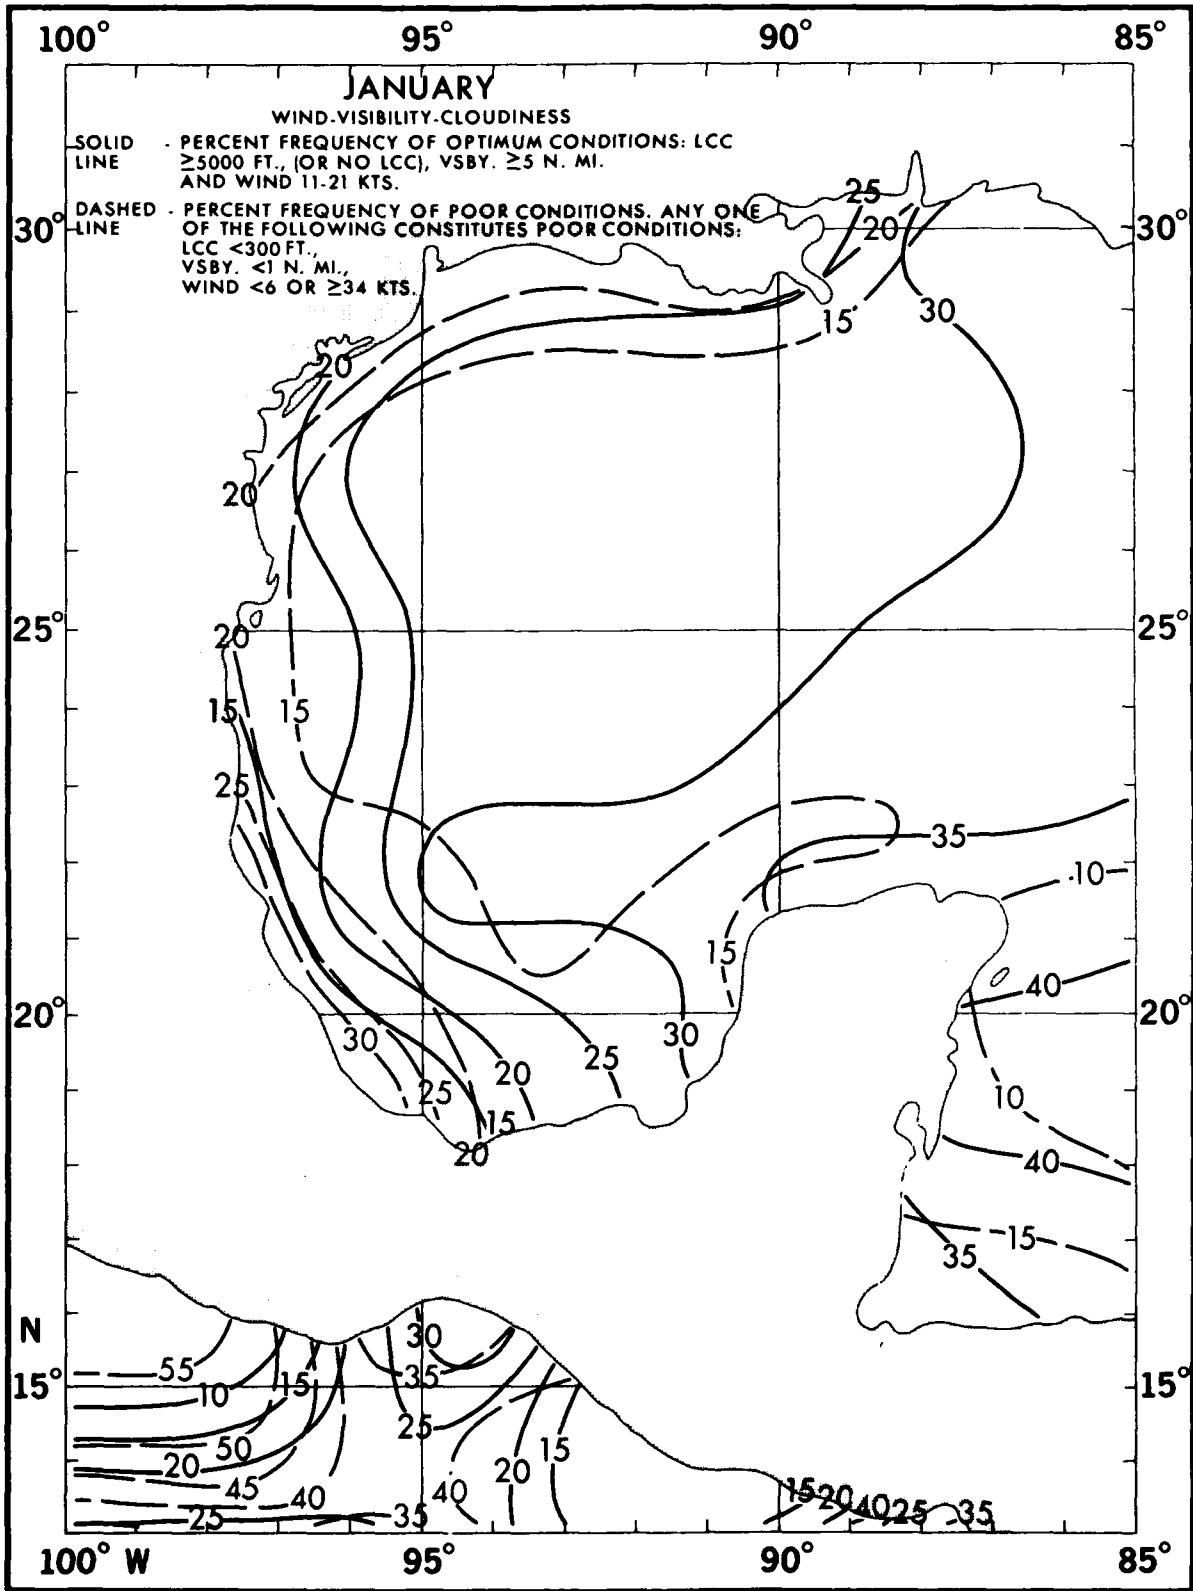 100° 95° 90° 85°
JANUARY
WIND-VISIBILITY-CLOUDINESS
SOLID - PERCENT FREQUENCY OF OPTIMUM CONDITIONS: LCC
LINE ≥5000 FT., (OR NO LCC), VSBY. ≥5 N. MI.
AND WIND 11-21 KTS.
DASHED - PERCENT FREQUENCY OF POOR CONDITIONS. ANY ONE
LINE OF THE FOLLOWING CONSTITUTES POOR CONDITIONS:
LCC <300 FT.,
VSBY. <1 N. MI.,
WIND <6 OR ≥34 KTS.
25
30° 20 30°
15 30
20
20
25° 20 25°
15 15
25
35
10
15
40
20° 20°
30 25 30
20
25 10
15
20 40
15
35
N 30
55 35
15° 10 15 15°
25
50 15
20 20
45 40 40
25 35 15 20 40 25 35
100° W 95° 90° 85°